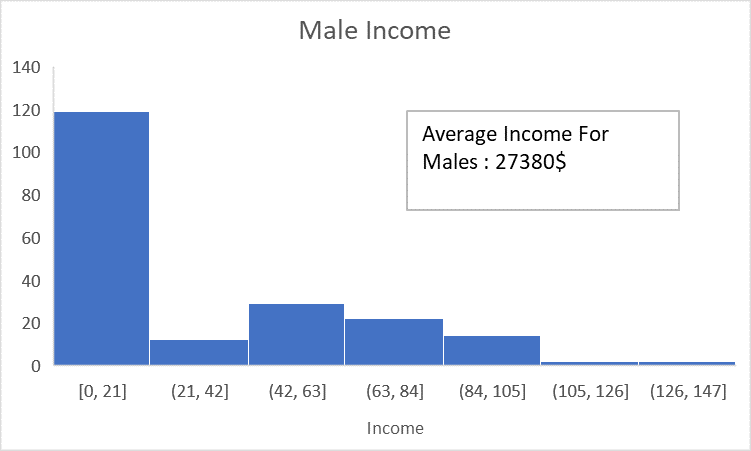 Male Income
140
120
100
80
60
40
20
0
Average Income For
Males : 27380$
[0, 21] (21, 42] (42, 63] (63, 84] (84, 105] (105, 126] (126, 147]
Income